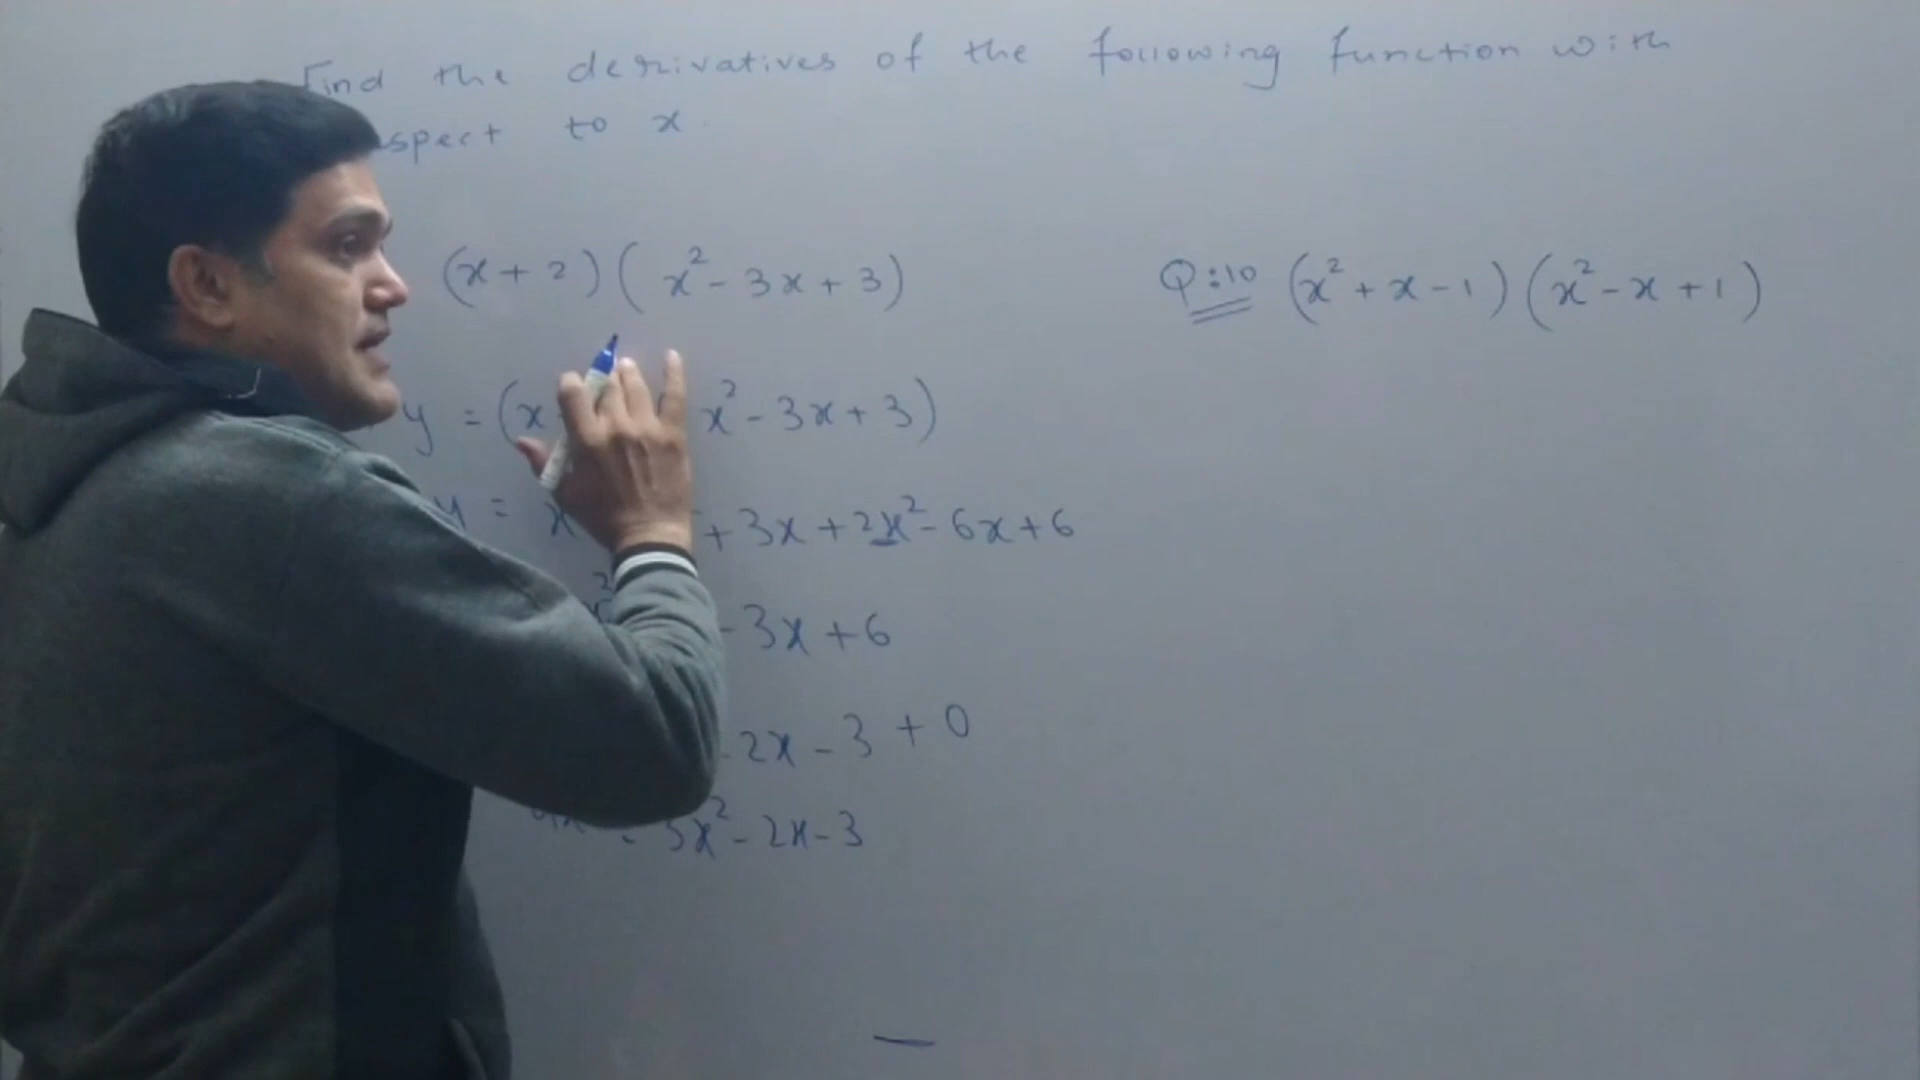 Find the derivatives of the following function with
to x.
(x+2)(x²-3x+3)
Q:10 (x²+x-1)(x²-x+1)
y = (x x²-3x+3)
y = x +3x+2x²-6x+6
-3x+6
-2x-3+0
= 3x²-2x-3